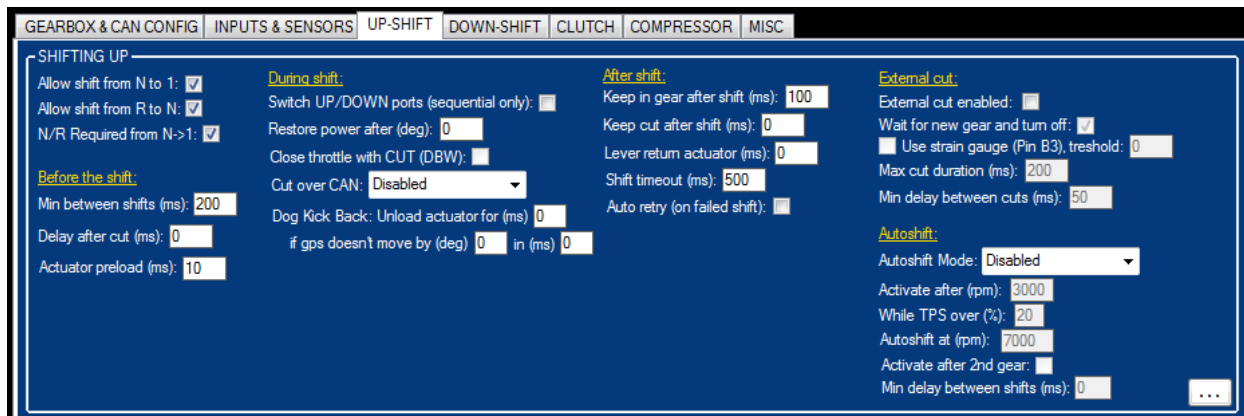 GEARBOX & CAN CONFIG INPUTS & SENSORS UP-SHIFT DOWN-SHIFT CLUTCH COMPRESSOR MISC
SHIFTING UP
Allow shift from N to 1:
Allow shift from R to N:
N/R Required from N->1:
Before the shift:
Min between shifts (ms): 200
Delay after cut (ms): 0
Actuator preload (ms): 10
During shift:
Switch UP/DOWN ports (sequential only):
Restore power after (deg): 0
Close throttle with CUT (DBW):
Cut over CAN: Disabled
Dog Kick Back: Unload actuator for (ms) 0
if gps doesn't move by (deg) 0 in (ms) 0
After shift:
Keep in gear after shift (ms): 100
Keep cut after shift (ms): 0
Lever return actuator (ms): 0
Shift timeout (ms): 500
Auto retry (on failed shift):
External cut:
External cut enabled:
Wait for new gear and turn off:
Use strain gauge (Pin B3), treshold: 0
Max cut duration (ms): 200
Min delay between cuts (ms): 50
Autoshift:
Autoshift Mode: Disabled
Activate after (rpm): 3000
While TPS over (%): 20
Autoshift at (rpm): 7000
Activate after 2nd gear:
Min delay between shifts (ms): 0
...